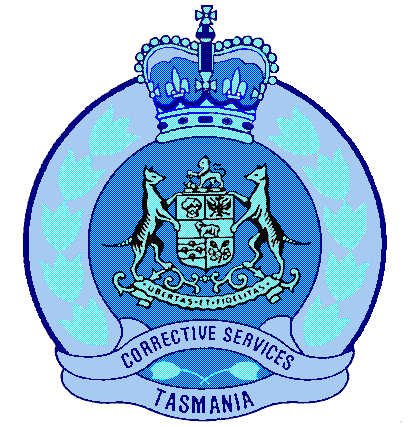 UBERTAS·ET·FIDELITAS
CORRECTIVE SERVICES
TASMANIA